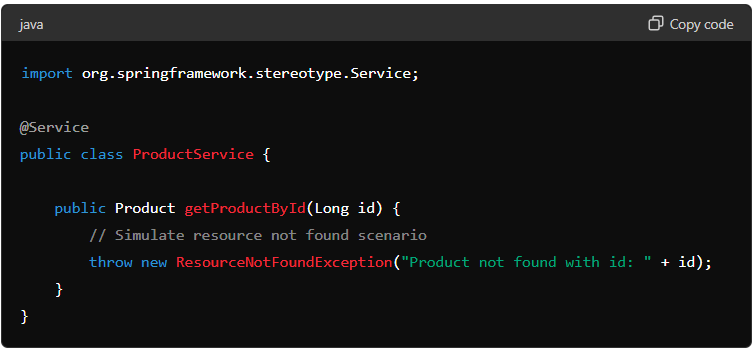 java
Copy code
import org.springframework.stereotype.Service;
@Service
public class ProductService {
public Product getProductById(Long id) {
// Simulate resource not found scenario
throw new ResourceNotFoundException("Product not found with id: " + id);
}
}